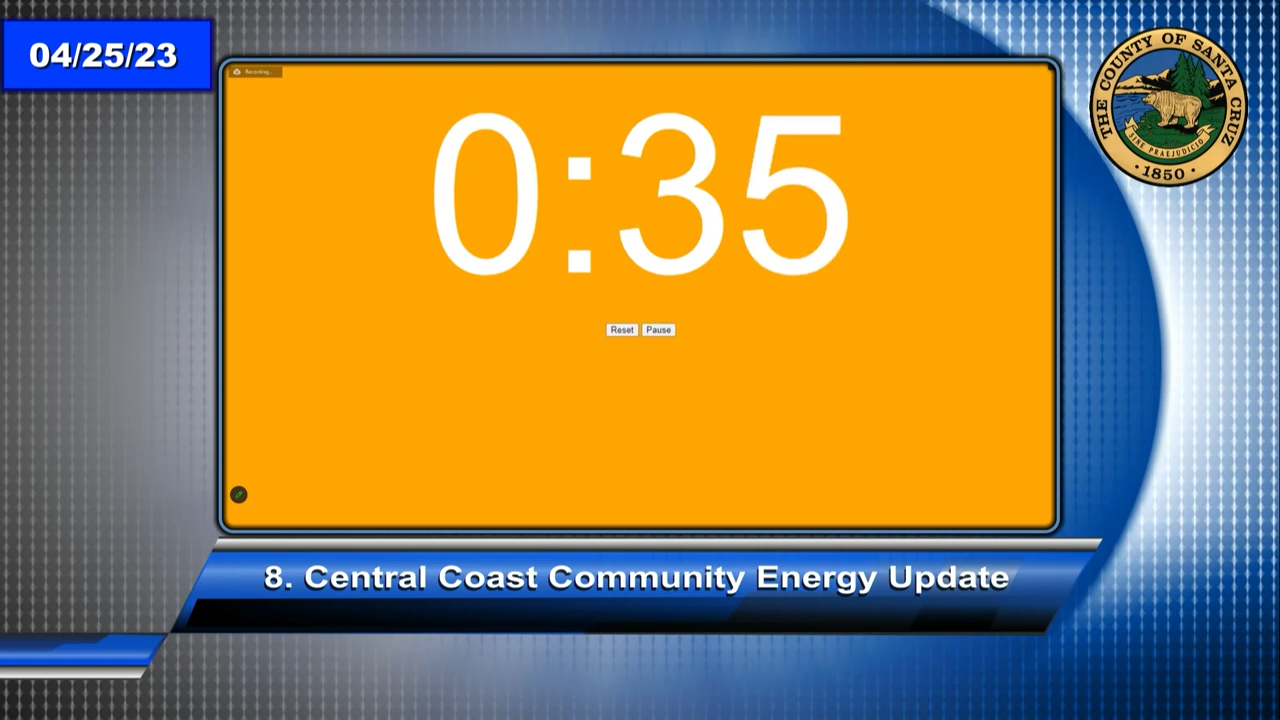 04/25/23
Recording...
THE COUNTY OF SANTA CRUZ
SINE PRAEJUDICIO
• 1850 •
0:35
Reset Pause
8. Central Coast Community Energy Update